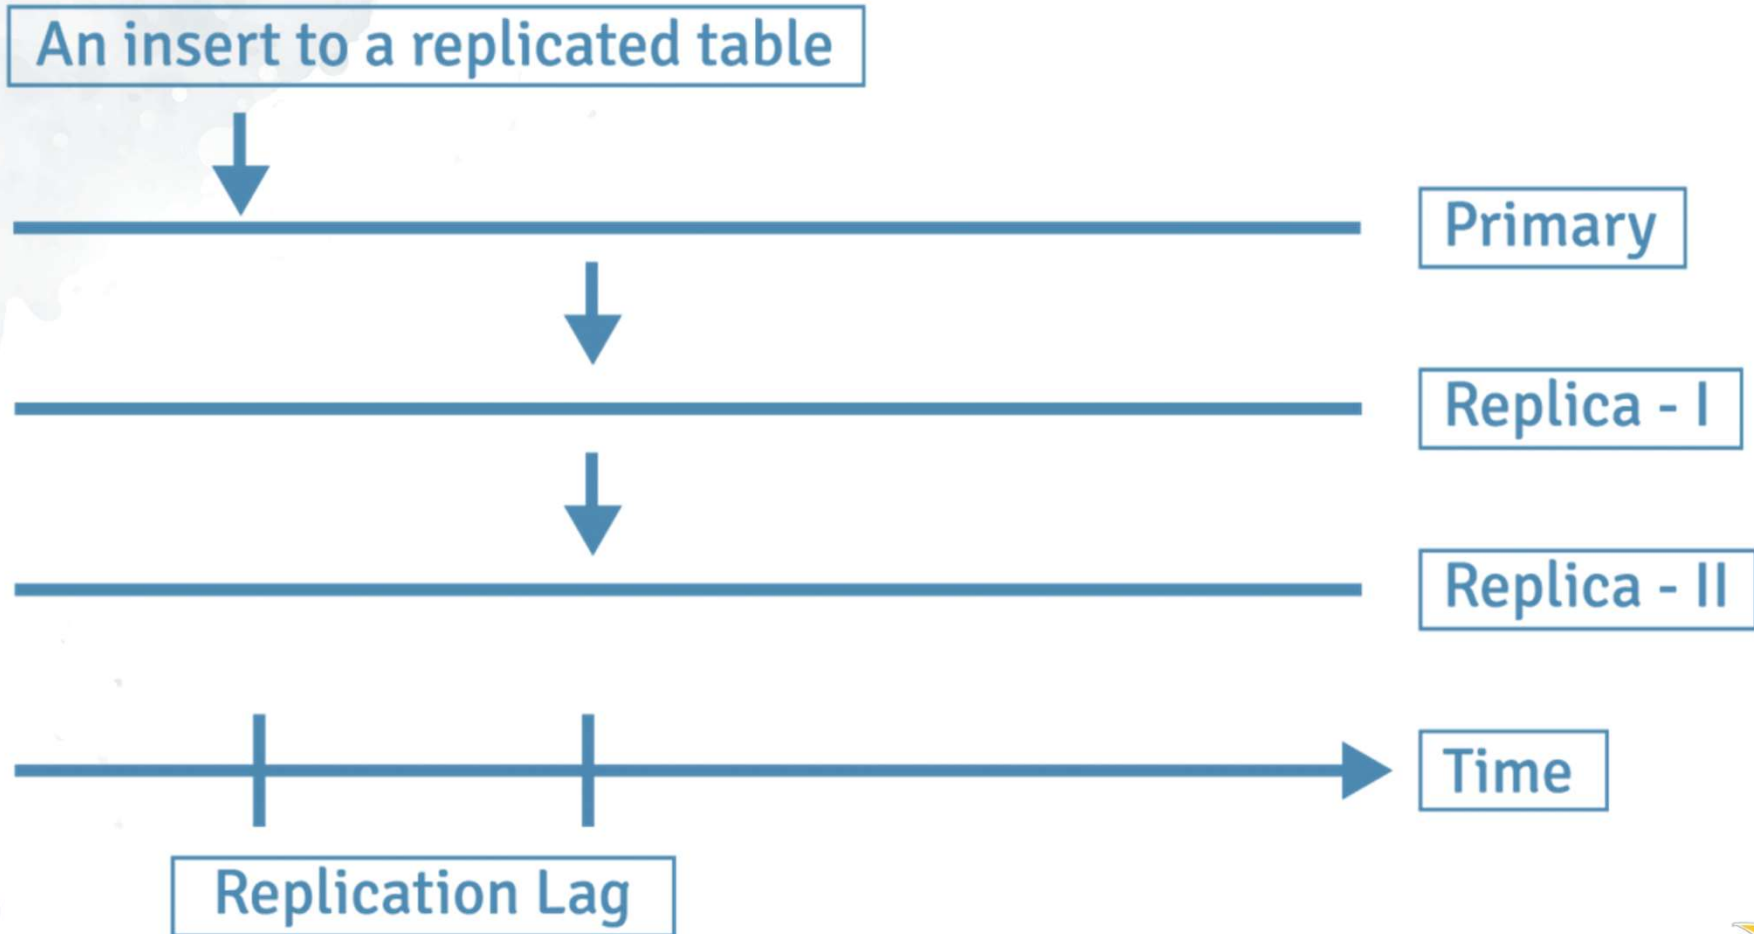 An insert to a replicated table
Primary
Replica - I
Replica - II
Time
Replication Lag